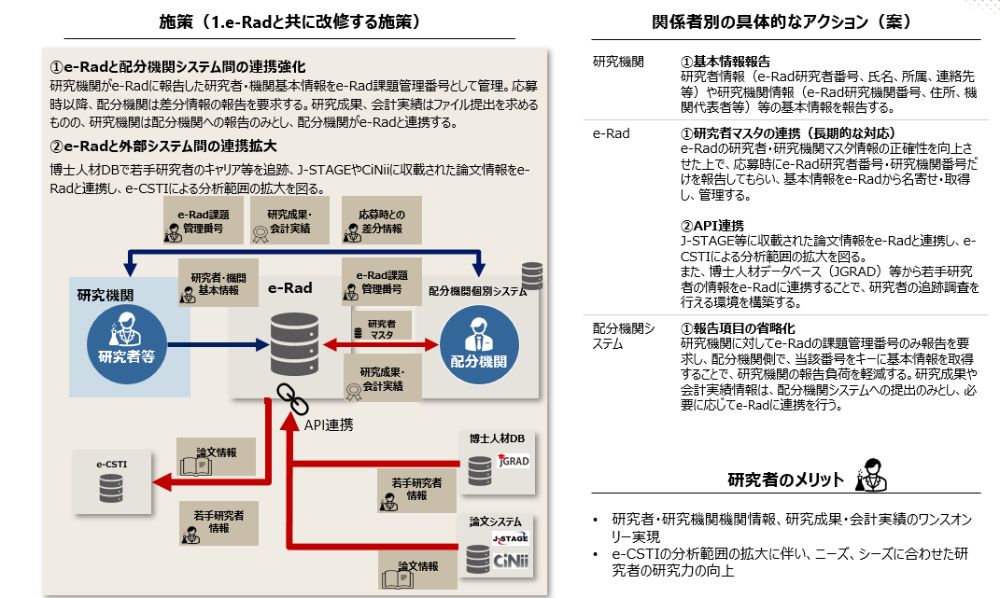 施策（1.e-Radと共に改修する施策）
①e-Radと配分機関システム間の連携強化
研究機関がe-Radに報告した研究者・機関基本情報をe-Rad課題管理番号として管理。応募
時以降、配分機関は差分情報の報告を要求する。研究成果、会計実績はファイル提出を求める
ものの、研究機関は配分機関への報告のみとし、配分機関がe-Radと連携する。
②e-Radと外部システム間の連携拡大
博士人材DBで若手研究者のキャリア等を追跡、J-STAGEやCiNiiに収載された論文情報をe-
Radと連携し、e-CSTIによる分析範囲の拡大を図る。
e-Rad課題
管理番号
研究成果・
会計実績
応募時との
差分情報
研究者・機関
基本情報
e-Rad課題
管理番号
研究機関
e-Rad
配分機関個別システム
研究者
マスタ
研究者等
配分機関
研究成果・
会計実績
API連携
論文情報
e-CSTI
若手研究者
情報
博士人材DB
JGRAD
若手研究者
情報
論文システム
J-STAGE
CiNii
論文情報
関係者別の具体的なアクション（案）
研究機関
①基本情報報告
研究者情報（e-Rad研究者番号、氏名、所属、連絡先
等）や研究機関情報（e-Rad研究機関番号、住所、機
関代表者等）等の基本情報を報告する。
e-Rad
①研究者マスタの連携（長期的な対応）
e-Radの研究者・研究機関マスタ情報の正確性を向上さ
せた上で、応募時にe-Rad研究者番号・研究機関番号だ
けを報告してもらい、基本情報をe-Radから名寄せ・取得
し、管理する。
②API連携
J-STAGE等に収載された論文情報をe-Radと連携し、e-
CSTIによる分析範囲の拡大を図る。
また、博士人材データベース（JGRAD）等から若手研究
者の情報をe-Radに連携することで、研究者の追跡調査を
行える環境を構築する。
配分機関シ
ステム
①報告項目の省略化
研究機関に対してe-Radの課題管理番号のみ報告を要
求し、配分機関側で、当該番号をキーに基本情報を取得
することで、研究機関の報告負荷を軽減する。研究成果や
会計実績情報は、配分機関システムへの提出のみとし、必
要に応じてe-Radに連携を行う。
研究者のメリット
• 研究者・研究機関機関情報、研究成果・会計実績のワンスオン
リー実現
• e-CSTIの分析範囲の拡大に伴い、ニーズ、シーズに合わせた研
究者の研究力の向上